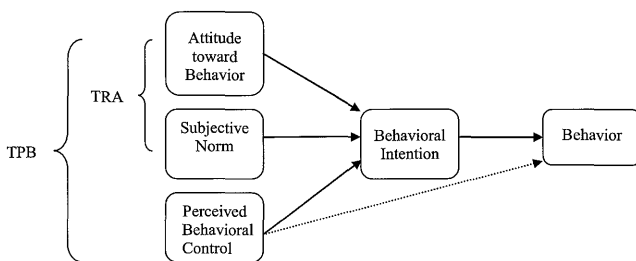 TPB
TRA
Attitude
toward
Behavior
Subjective
Norm
Perceived
Behavioral
Control
Behavioral
Intention
Behavior